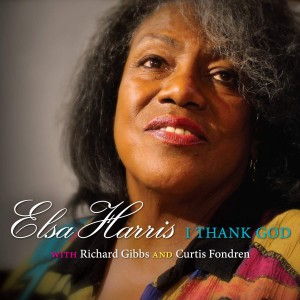 Elsa Harris I THANK GOD
WITH Richard Gibbs AND Curtis Fondren